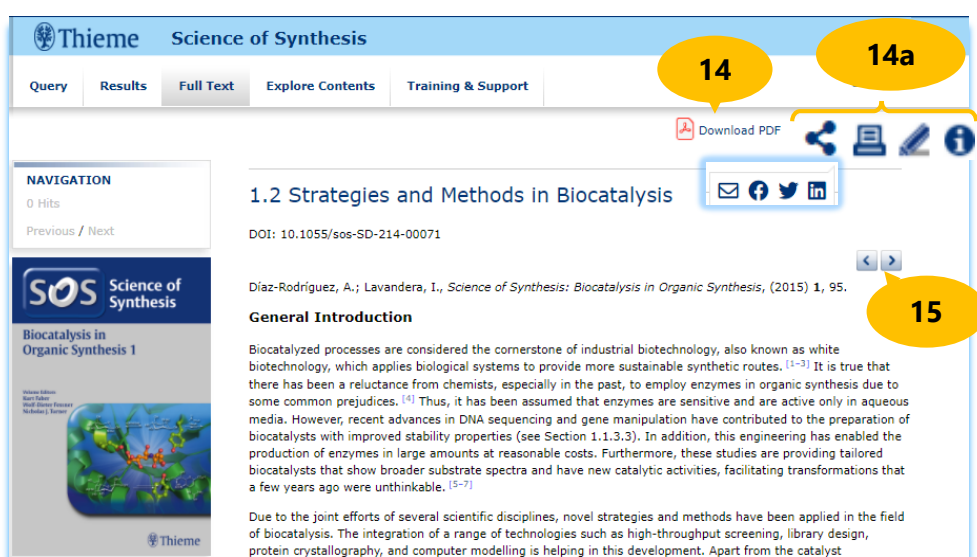 Thieme Science of Synthesis
14
14a
Query Results Full Text Explore Contents Training & Support
Download PDF
NAVIGATION
0 Hits
Previous / Next
1.2 Strategies and Methods in Biocatalysis
DOI: 10.1055/sos-SD-214-00071
SOS Science of
Synthesis
Díaz-Rodríguez, A.; Lavandera, I., Science of Synthesis: Biocatalysis in Organic Synthesis, (2015) 1, 95.
15
General Introduction
Biocatalysis in
Organic Synthesis 1
Volume Editors
Kurt Faber
Wolf-Dieter Fessner
Nicholas J. Turner
Biocatalyzed processes are considered the cornerstone of industrial biotechnology, also known as white
biotechnology, which applies biological systems to provide more sustainable synthetic routes. [1–3] It is true that
there has been a reluctance from chemists, especially in the past, to employ enzymes in organic synthesis due to
some common prejudices. [4] Thus, it has been assumed that enzymes are sensitive and are active only in aqueous
media. However, recent advances in DNA sequencing and gene manipulation have contributed to the preparation of
biocatalysts with improved stability properties (see Section 1.1.3.3). In addition, this engineering has enabled the
production of enzymes in large amounts at reasonable costs. Furthermore, these studies are providing tailored
biocatalysts that show broader substrate spectra and have new catalytic activities, facilitating transformations that
a few years ago were unthinkable. [5–7]
Thieme
Due to the joint efforts of several scientific disciplines, novel strategies and methods have been applied in the field
of biocatalysis. The integration of a range of technologies such as high-throughput screening, library design,
protein crystallography, and computer modelling is helping in this development. Apart from the catalyst